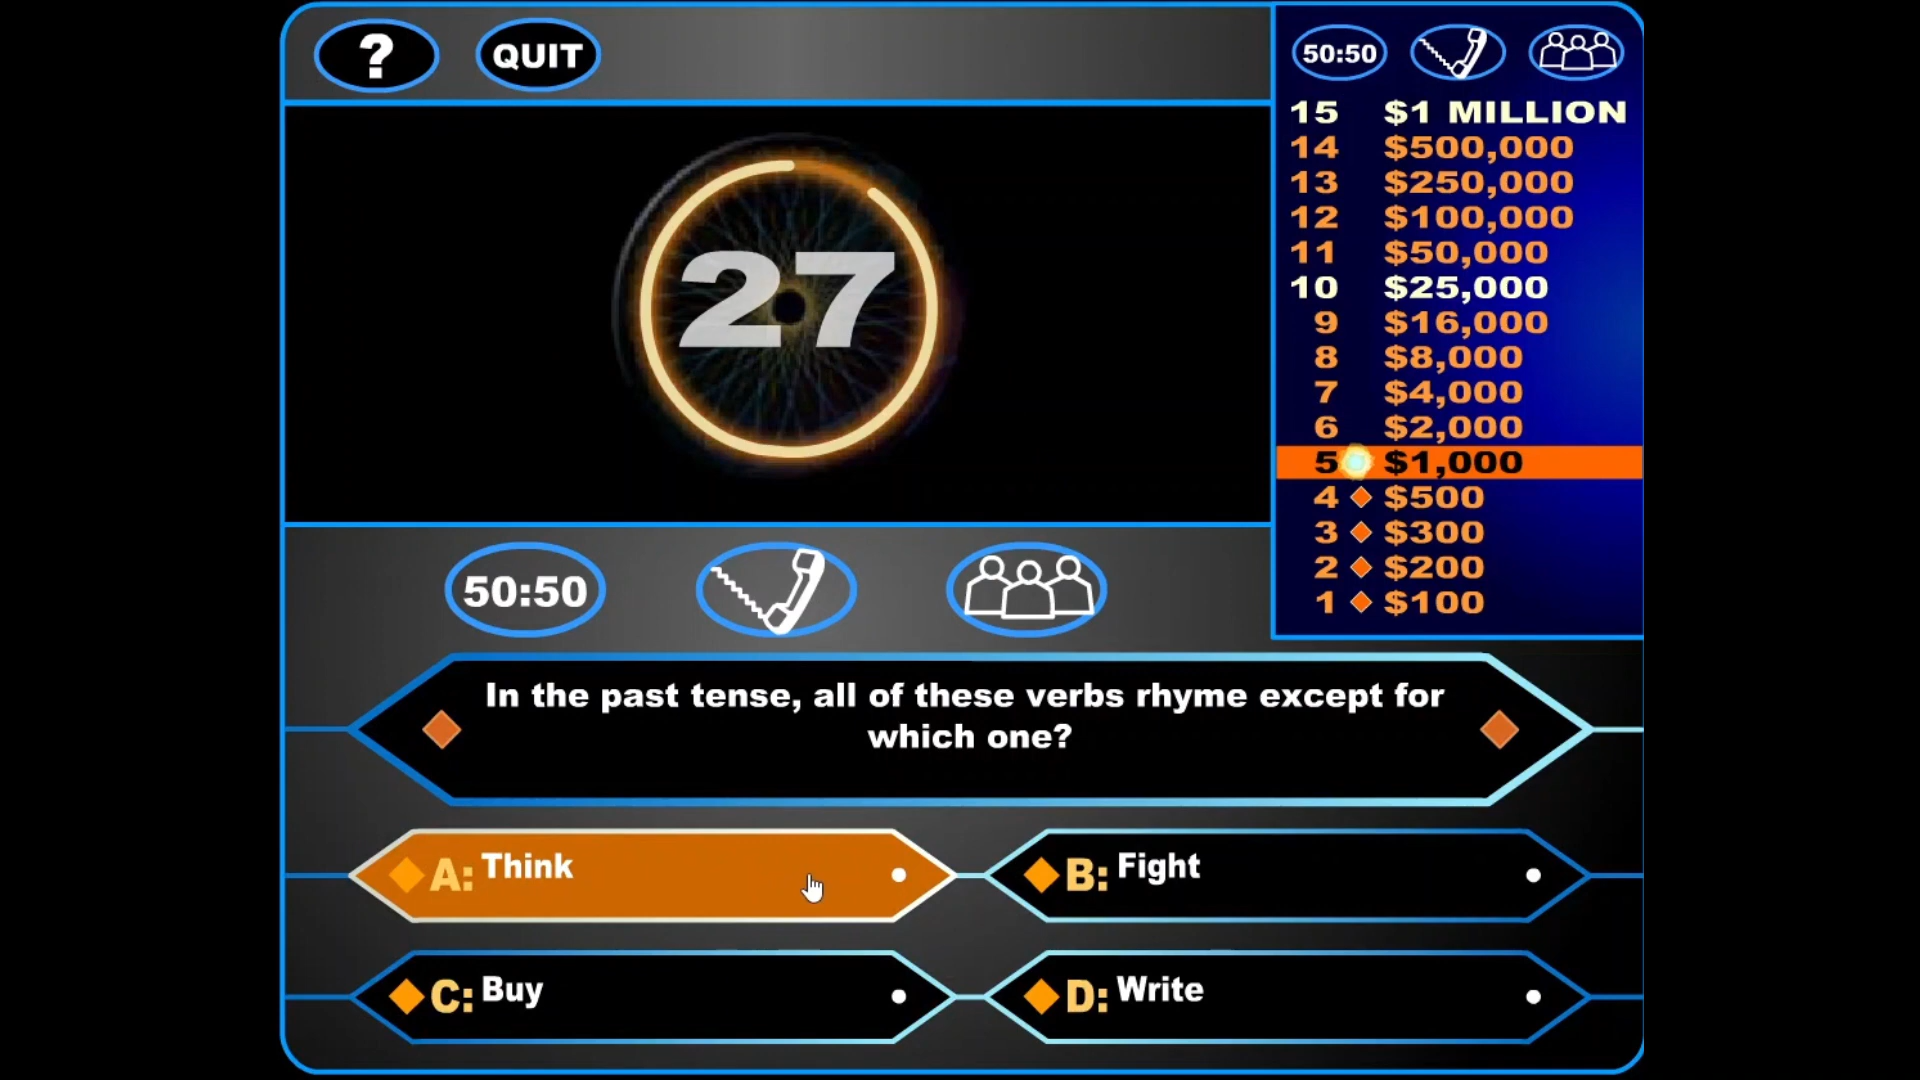 ? QUIT
50:50
15 $1 MILLION
14 $500,000
13 $250,000
12 $100,000
11 $50,000
10 $25,000
9 $16,000
8 $8,000
7 $4,000
6 $2,000
5 $1,000
4 $500
3 $300
2 $200
1 $100
27
50:50
In the past tense, all of these verbs rhyme except for
which one?
A: Think
B: Fight
C: Buy
D: Write